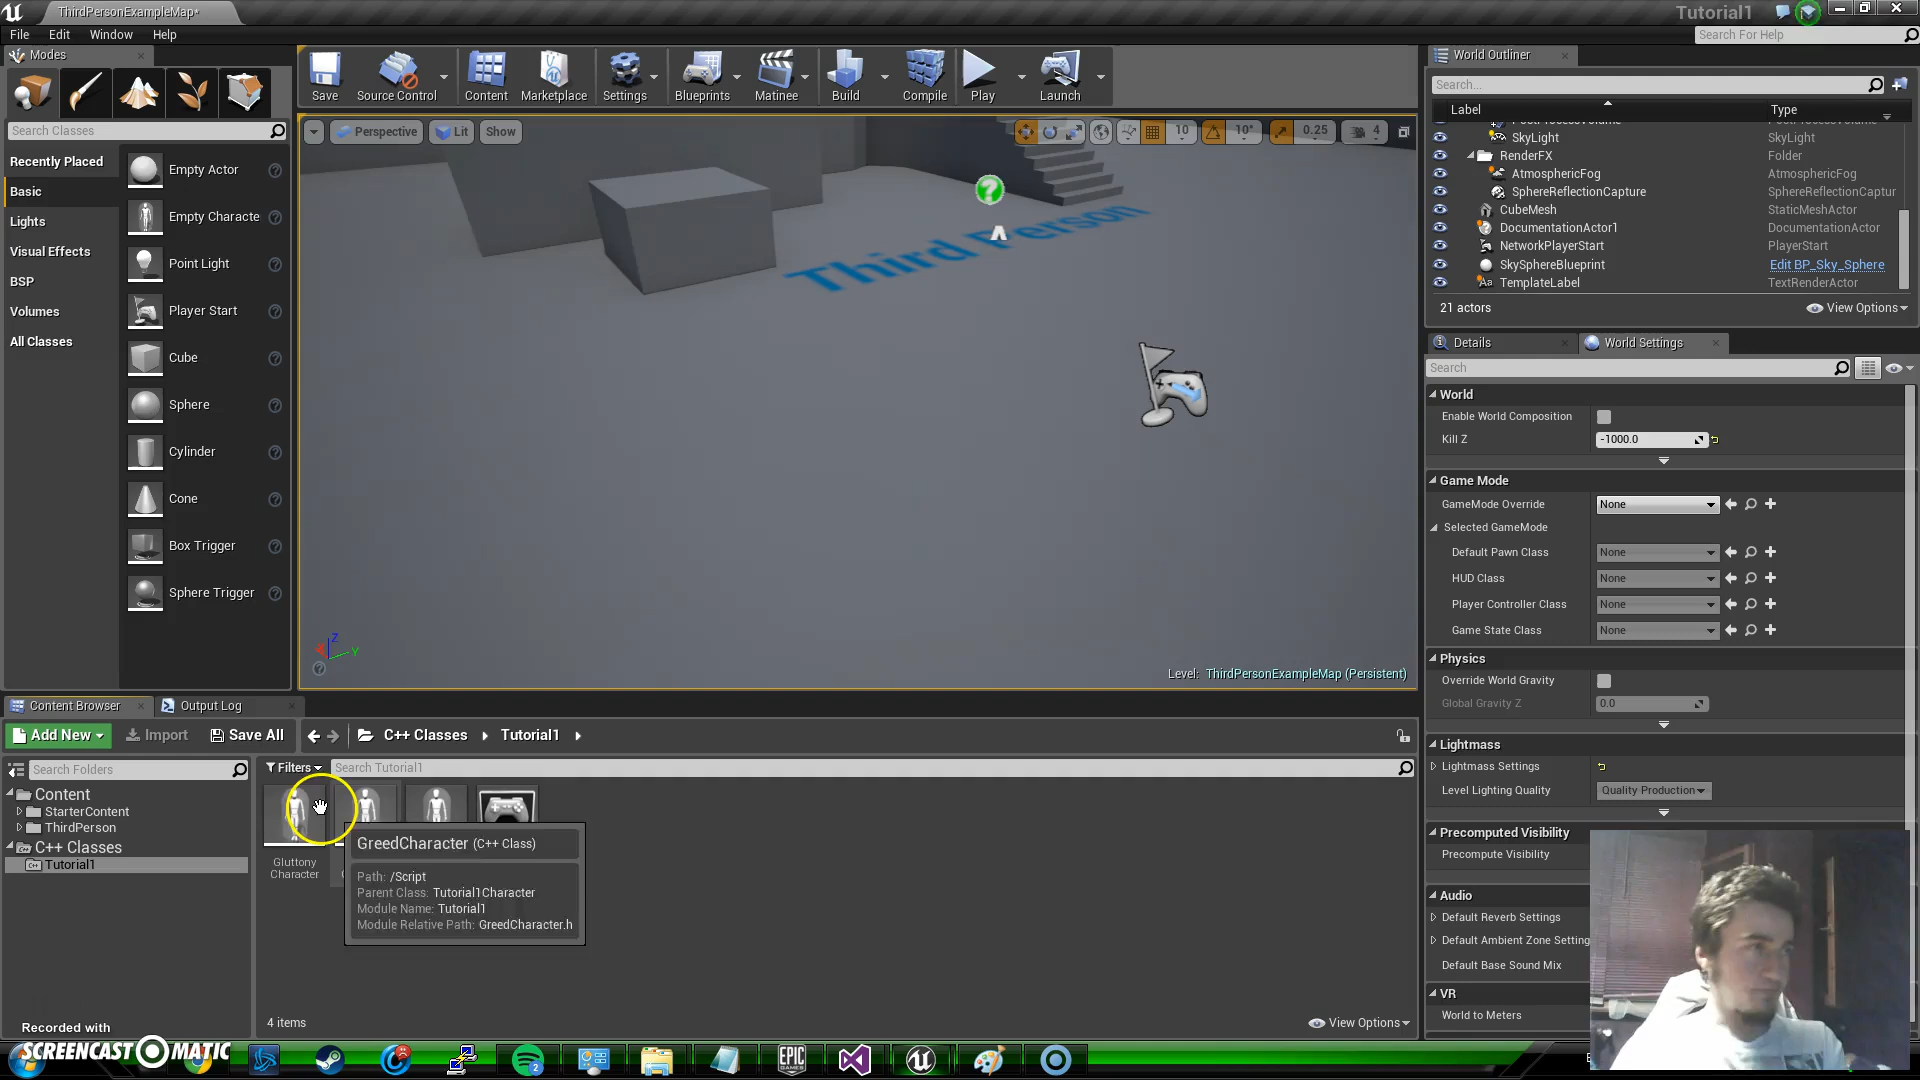 ThirdPersonExampleMap*
Tutorial1
File Edit Window Help
Search For Help
Modes
Search Classes
Recently Placed
Basic
Lights
Visual Effects
BSP
Volumes
All Classes
Empty Actor
Empty Characte
Point Light
Player Start
Cube
Sphere
Cylinder
Cone
Box Trigger
Sphere Trigger
Save
Source Control
Content
Marketplace
Settings
Blueprints
Matinee
Build
Compile
Play
Launch
Perspective
Lit
Show
10
10°
0.25
4
Third Person
Level: ThirdPersonExampleMap (Persistent)
World Outliner
Search...
Label Type
PostProcessVolume
SkyLight SkyLight
RenderFX Folder
AtmosphericFog AtmosphericFog
SphereReflectionCapture SphereReflectionCaptur
CubeMesh StaticMeshActor
DocumentationActor1 DocumentationActor
NetworkPlayerStart PlayerStart
SkySphereBlueprint Edit BP_Sky_Sphere
TemplateLabel TextRenderActor
21 actors
View Options
Details
World Settings
Search
World
Enable World Composition
Kill Z -1000.0
Game Mode
GameMode Override None
Selected GameMode
Default Pawn Class None
HUD Class None
Player Controller Class None
Game State Class None
Physics
Override World Gravity
Global Gravity Z 0.0
Lightmass
Lightmass Settings
Level Lighting Quality Quality Production
Precomputed Visibility
Precompute Visibility
Audio
Default Reverb Settings
Default Ambient Zone Setting
Default Base Sound Mix
VR
World to Meters
Content Browser
Output Log
Add New
Import
Save All
C++ Classes
Tutorial1
Search Folders
Content
StarterContent
ThirdPerson
C++ Classes
Tutorial1
Filters
Search Tutorial1
Gluttony
Character
GreedCharacter (C++ Class)
Path: /Script
Parent Class: Tutorial1Character
Module Name: Tutorial1
Module Relative Path: GreedCharacter.h
4 items
View Options
Recorded with
SCREENCAST-O-MATIC
2
EPIC
GAMES